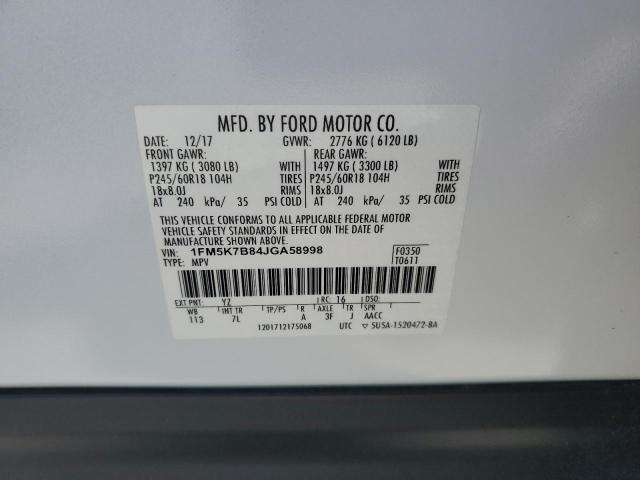 MFD. BY FORD MOTOR CO.
DATE: 12/17 GVWR: 2776 KG ( 6120 LB)
FRONT GAWR: REAR GAWR:
1397 KG ( 3080 LB) WITH 1497 KG ( 3300 LB) WITH
P245/60R18 104H TIRES P245/60R18 104H TIRES
18x8.0J RIMS 18x8.0J RIMS
AT 240 kPa/ 35 PSI COLD AT 240 kPa/ 35 PSI COLD
THIS VEHICLE CONFORMS TO ALL APPLICABLE FEDERAL MOTOR
VEHICLE SAFETY STANDARDS IN EFFECT ON THE DATE OF
MANUFACTURE SHOWN ABOVE.
VIN: 1FM5K7B84JGA58998 F0350
TYPE: MPV T0611
EXT PNT: YZ RC: 16 DSO:
WB INT TR TP/PS R AXLE TR SPR
113 7L A 3F J AACC
1201712175068 UTC ▽ 5U5A-1520472-BA